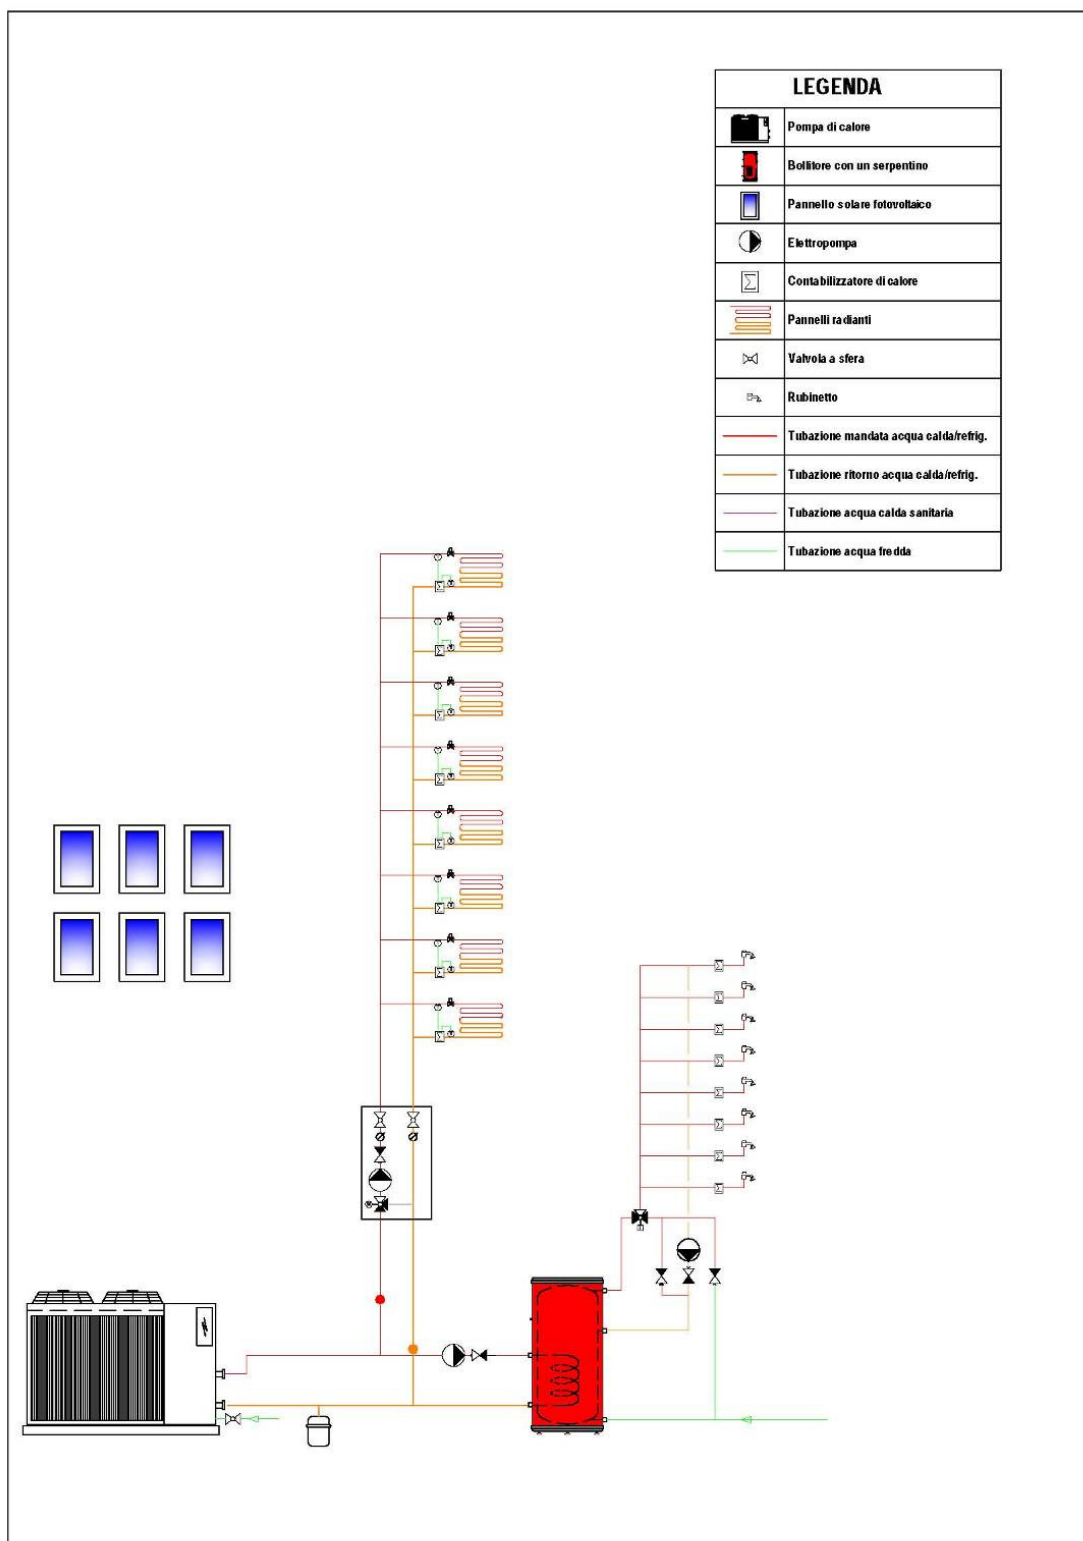 LEGENDA
Pompa di calore
Bollitore con un serpentino
Pannello solare fotovoltaico
Elettropompa
Contabilizzatore di calore
Pannelli radianti
Valvola a sfera
Rubinetto
Tubazione mandata acqua calda/refrig.
Tubazione ritorno acqua calda/refrig.
Tubazione acqua calda sanitaria
Tubazione acqua fredda